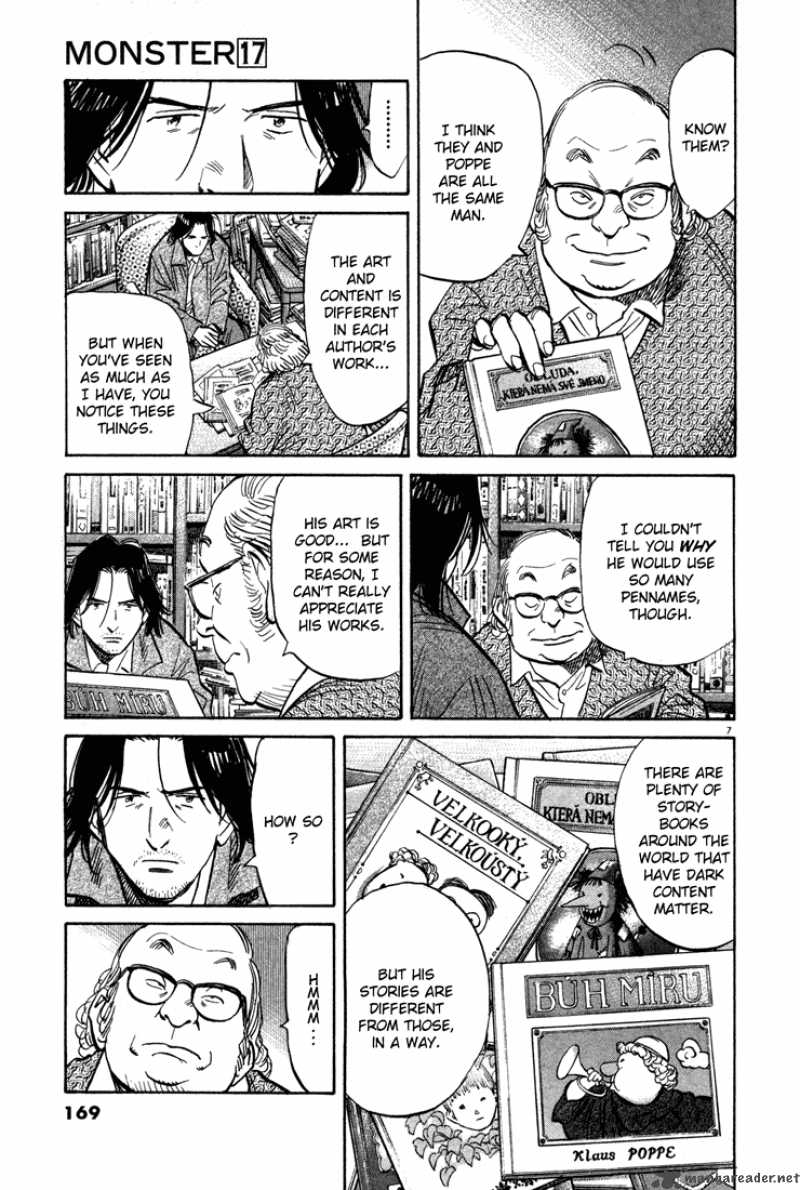 MONSTER 17
KNOW
THEM?
I THINK
THEY AND
POPPE
ARE ALL
THE SAME
MAN.
OBLUDA,
KTERÁ NEMÁ SVÉ JMÉNO
.........
THE ART
AND
CONTENT IS
DIFFERENT
IN EACH
AUTHOR'S
WORK...
BUT WHEN
YOU'VE SEEN
AS MUCH AS
I HAVE, YOU
NOTICE THESE
THINGS.
I COULDN'T
TELL YOU WHY
HE WOULD USE
SO MANY
PENNAMES,
THOUGH.
HIS ART IS
GOOD... BUT
FOR SOME
REASON, I
CAN'T REALLY
APPRECIATE
HIS WORKS.
BŮH MÍRU
7
THERE ARE
PLENTY OF
STORY-
BOOKS
AROUND
THE WORLD
THAT
HAVE DARK
CONTENT
MATTER.
VELKOOKÝ,
VELKOÚSTÝ
OBL
KTERÁ NEM
BUT HIS
STORIES ARE
DIFFERENT
FROM THOSE,
IN A WAY.
BŮH MÍRU
Klaus POPPE
HOW SO
?
HMMM...
169
mangareader.net